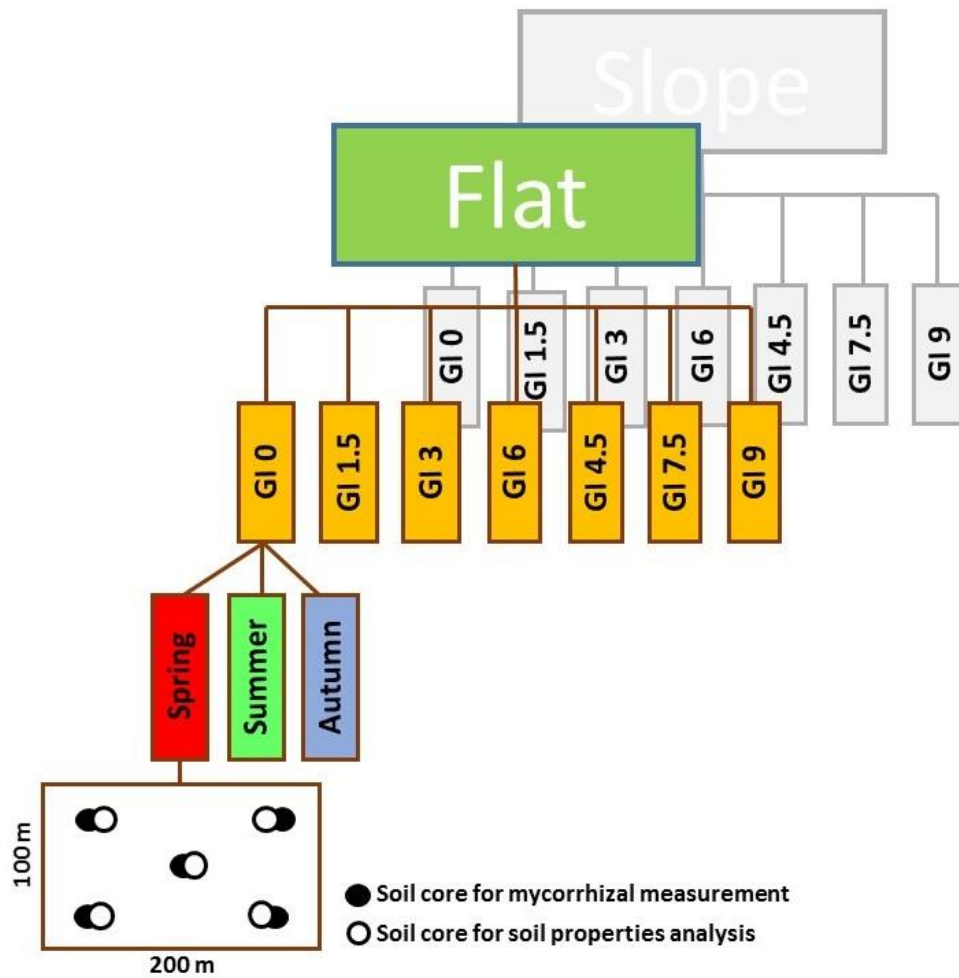 Slope
Flat
GI 0
GI 1.5
GI 3
GI 6
GI 4.5
GI 7.5
GI 9
GI 0
GI 1.5
GI 3
GI 6
GI 4.5
GI 7.5
GI 9
Spring
Summer
Autumn
100 m
200 m
Soil core for mycorrhizal measurement
Soil core for soil properties analysis